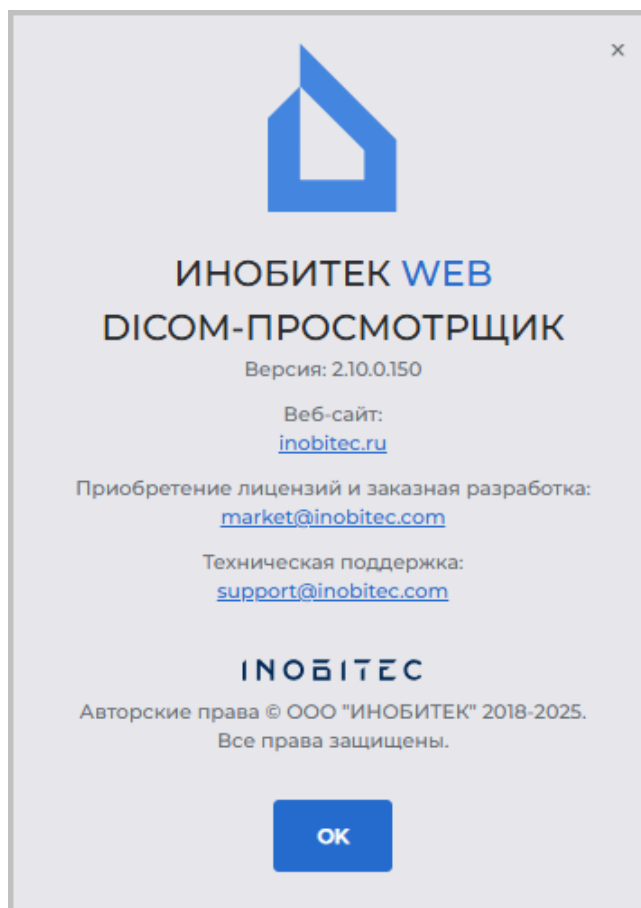 ×
ИНОБИТЕК WEB
DICOM-ПРОСМОТРЩИК
Версия: 2.10.0.150
Веб-сайт:
inobitec.ru
Приобретение лицензий и заказная разработка:
market@inobitec.com
Техническая поддержка:
support@inobitec.com
INOBITEC
Авторские права © ООО "ИНОБИТЕК" 2018-2025.
Все права защищены.
OK